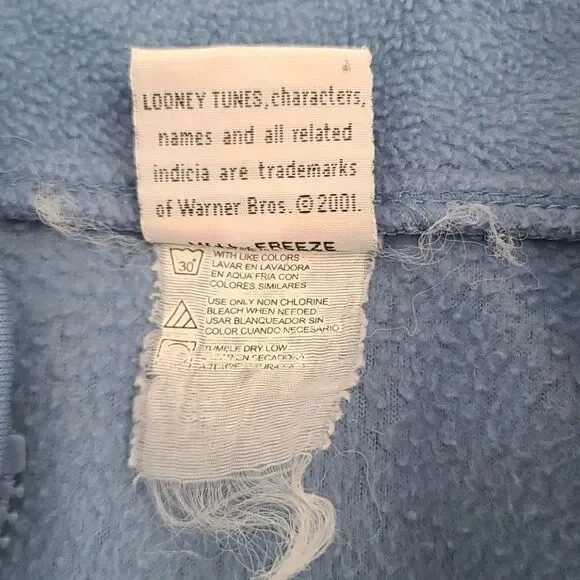 LOONEY TUNES, characters,
names and all related
indicia are trademarks
of Warner Bros. © 2001.
FREEZE
30°
WITH LIKE COLORS
LAVAR EN LAVADORA
EN AQUA FRIA CON
COLORES SIMILARES
USE ONLY NON CHLORINE
BLEACH WHEN NEEDED
USAR BLANQUEADOR SIN
COLOR CUANDO NECESARIO
TUMBLE DRY LOW
EN SECADO